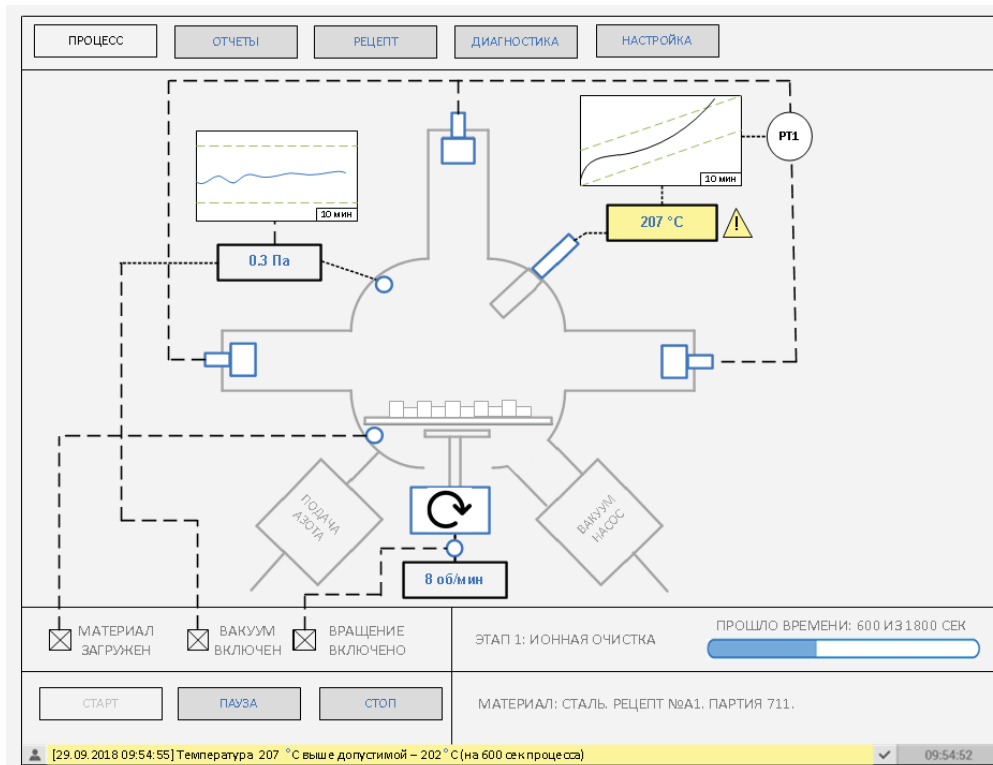 ПРОЦЕСС ОТЧЕТЫ РЕЦЕПТ ДИАГНОСТИКА НАСТРОЙКА
10 мин
0.3 Па
10 мин
PT1
207 °C
!
ПОДАЧА
АЗОТА
ВАКУУМ
НАСОС
8 об/мин
МАТЕРИАЛ
ЗАГРУЖЕН
ВАКУУМ
ВКЛЮЧЕН
ВРАЩЕНИЕ
ВКЛЮЧЕНО
ЭТАП 1: ИОННАЯ ОЧИСТКА
ПРОШЛО ВРЕМЕНИ: 600 ИЗ 1800 СЕК
СТАРТ ПАУЗА СТОП
МАТЕРИАЛ: СТАЛЬ. РЕЦЕПТ №А1. ПАРТИЯ 711.
[29.09.2018 09:54:55] Температура 207 °C выше допустимой – 202°C (на 600 сек процесса)
09:54:52